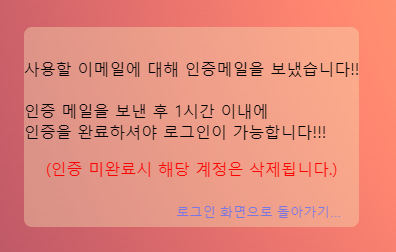 사용할 이메일에 대해 인증메일을 보냈습니다!!
인증 메일을 보낸 후 1시간 이내에
인증을 완료하셔야 로그인이 가능합니다!!!
(인증 미완료시 해당 계정은 삭제됩니다.)
로그인 화면으로 돌아가기...